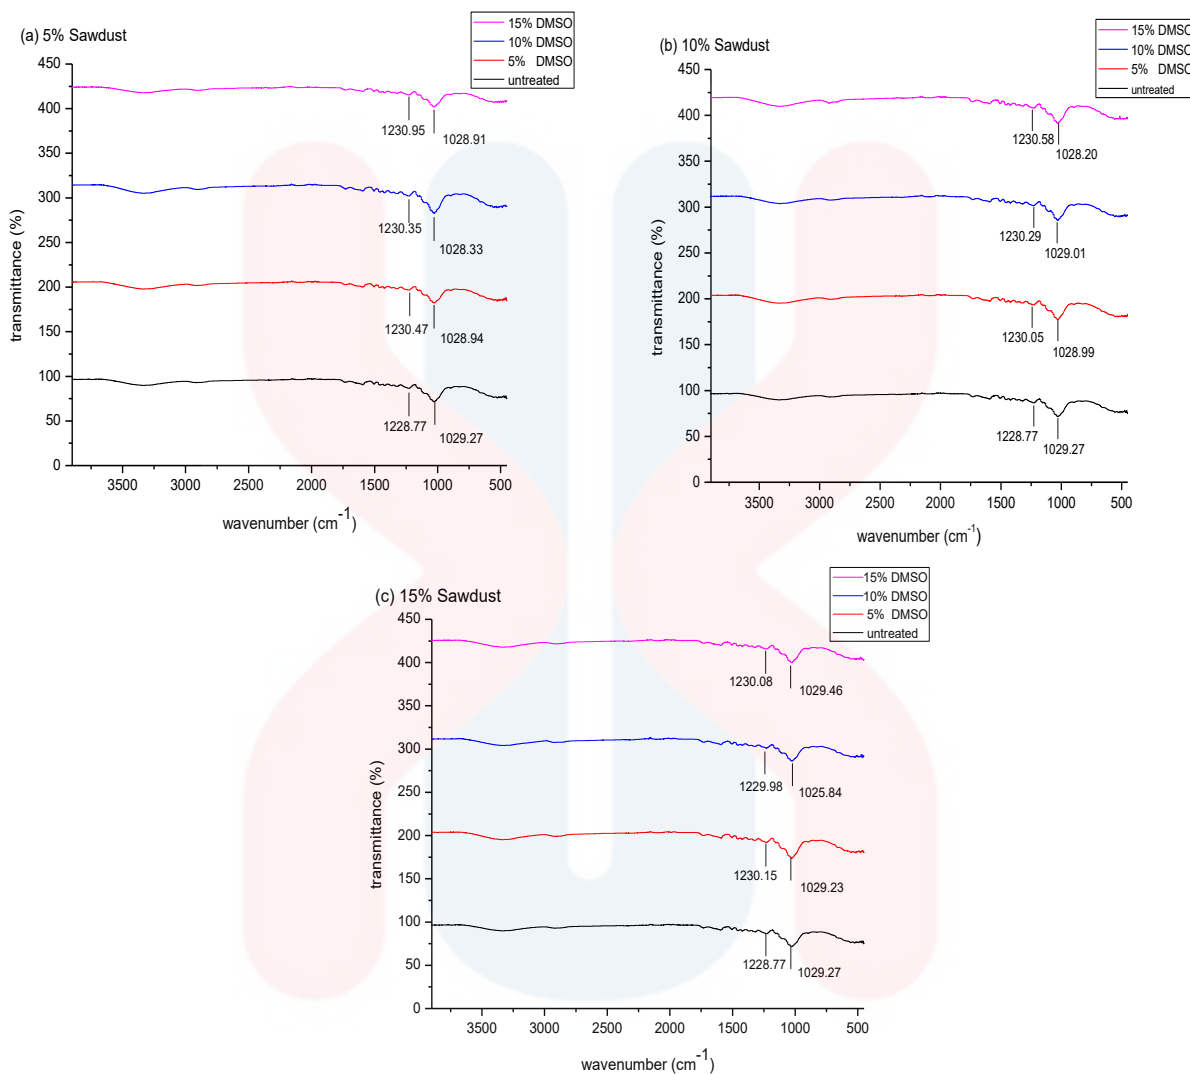 (a) 5% Sawdust
15% DMSO
10% DMSO
5% DMSO
untreated
450
400
350
300
250
200
150
100
50
0
transmittance (%)
1230.95
1028.91
1230.35
1028.33
1230.47
1028.94
1228.77
1029.27
3500 3000 2500 2000 1500 1000 500
wavenumber (cm-1)
(b) 10% Sawdust
15% DMSO
10% DMSO
5% DMSO
untreated
450
400
350
300
250
200
150
100
50
0
transmittance (%)
1230.58
1028.20
1230.29
1029.01
1230.05
1028.99
1228.77
1029.27
3500 3000 2500 2000 1500 1000 500
wavenumber (cm-1)
(c) 15% Sawdust
15% DMSO
10% DMSO
5% DMSO
untreated
450
400
350
300
250
200
150
100
50
0
transmittance (%)
1230.08
1029.46
1229.98
1025.84
1230.15
1029.23
1228.77
1029.27
3500 3000 2500 2000 1500 1000 500
wavenumber (cm-1)